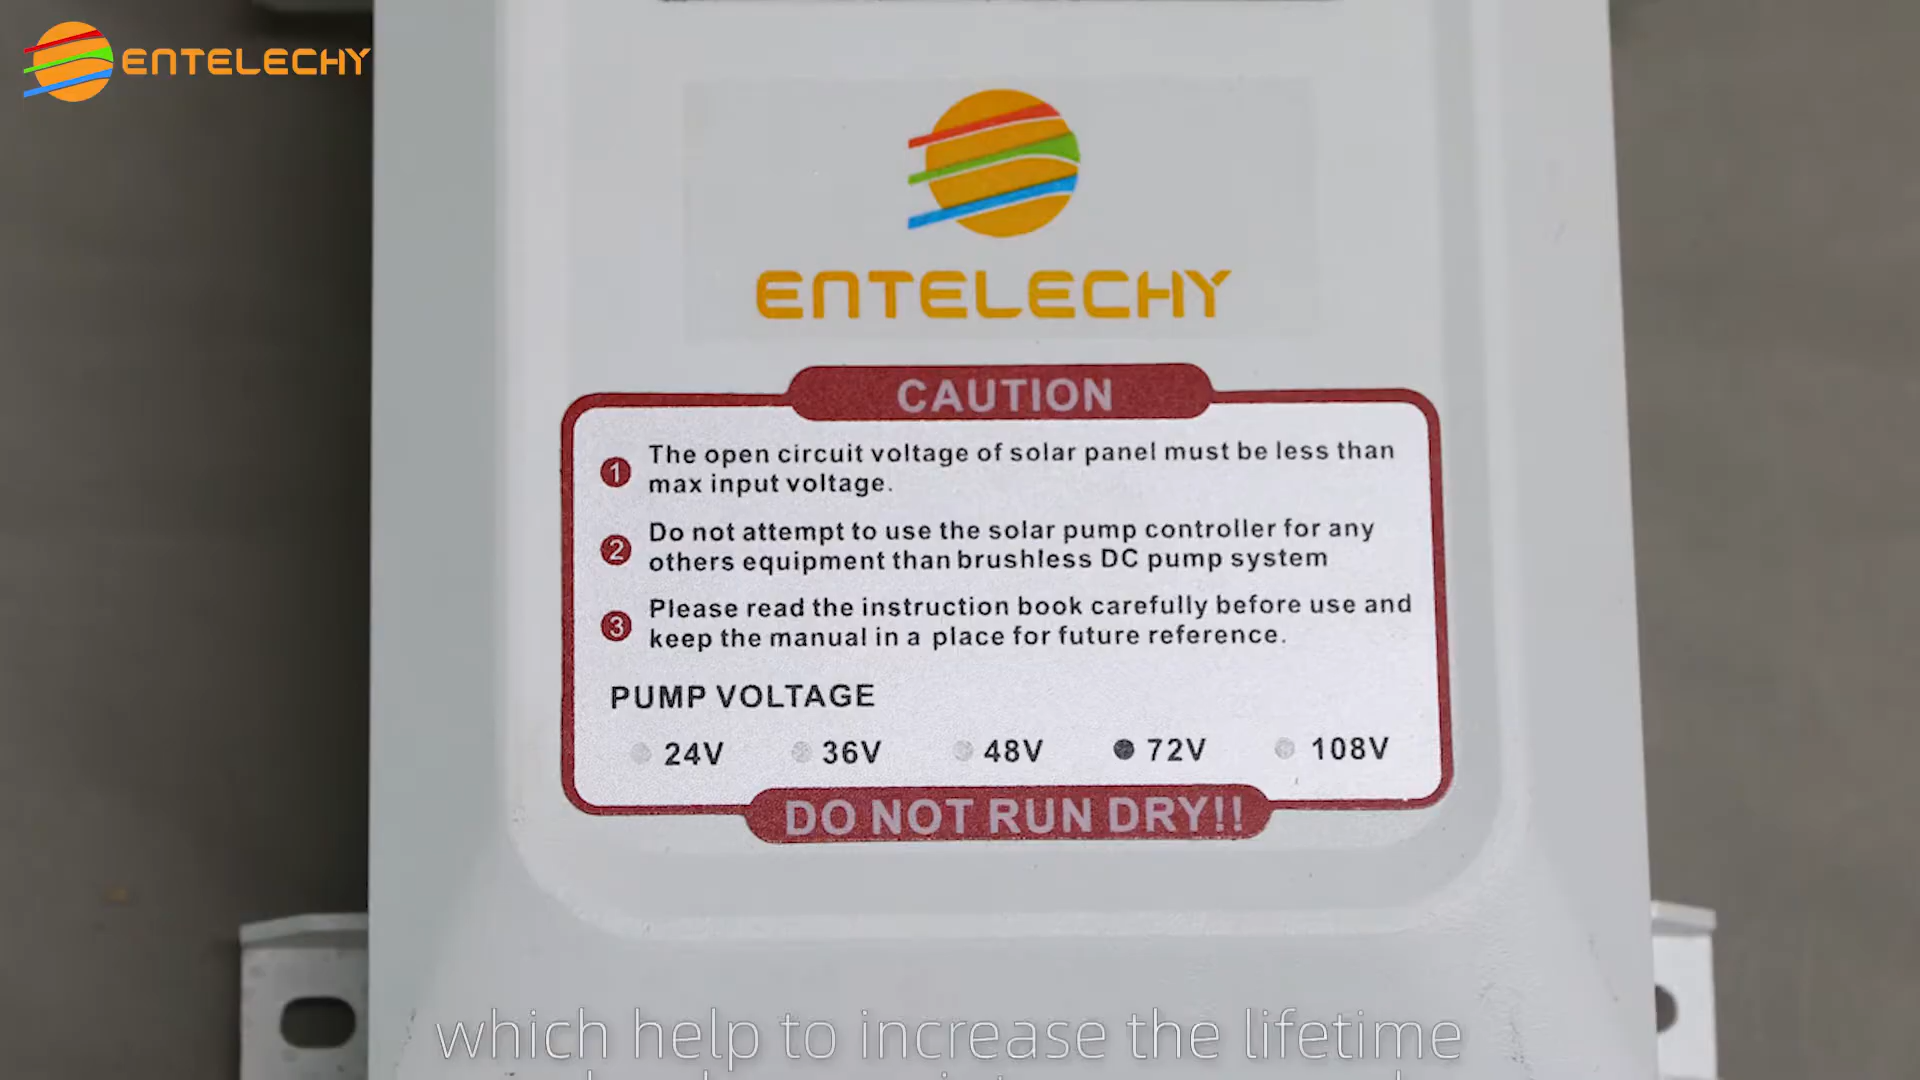 ENTELECHY
ENTELECHY
CAUTION
1 The open circuit voltage of solar panel must be less than
max input voltage.
2 Do not attempt to use the solar pump controller for any
others equipment than brushless DC pump system
3 Please read the instruction book carefully before use and
keep the manual in a place for future reference.
PUMP VOLTAGE
24V 36V 48V 72V 108V
DO NOT RUN DRY!!
which help to increase the lifetime